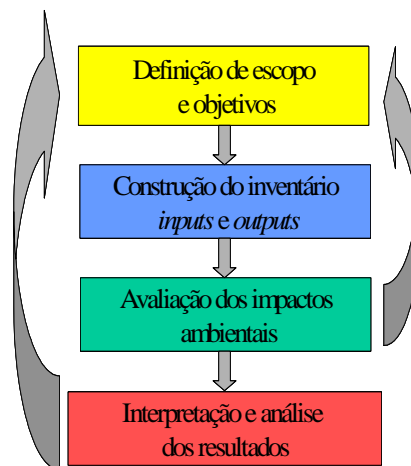 Definição de escopo
e objetivos
Construção do inventário
inputs e outputs
Avaliação dos impactos
ambientais
Interpretação e análise
dos resultados